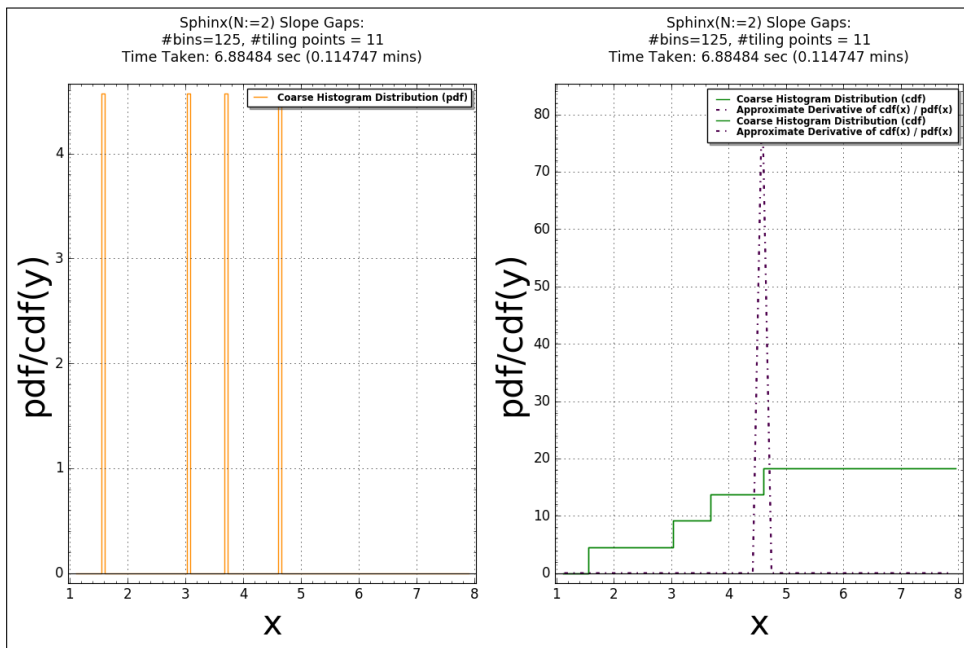 Sphinx(N:=2) Slope Gaps:
#bins=125, #tiling points = 11
Time Taken: 6.88484 sec (0.114747 mins)
Coarse Histogram Distribution (pdf)
pdf/cdf(y)
4
3
2
1
0
1 2 3 4 5 6 7 8
x
Sphinx(N:=2) Slope Gaps:
#bins=125, #tiling points = 11
Time Taken: 6.88484 sec (0.114747 mins)
Coarse Histogram Distribution (cdf)
Approximate Derivative of cdf(x) / pdf(x)
Coarse Histogram Distribution (cdf)
Approximate Derivative of cdf(x) / pdf(x)
pdf/cdf(y)
80
70
60
50
40
30
20
10
0
1 2 3 4 5 6 7 8
x